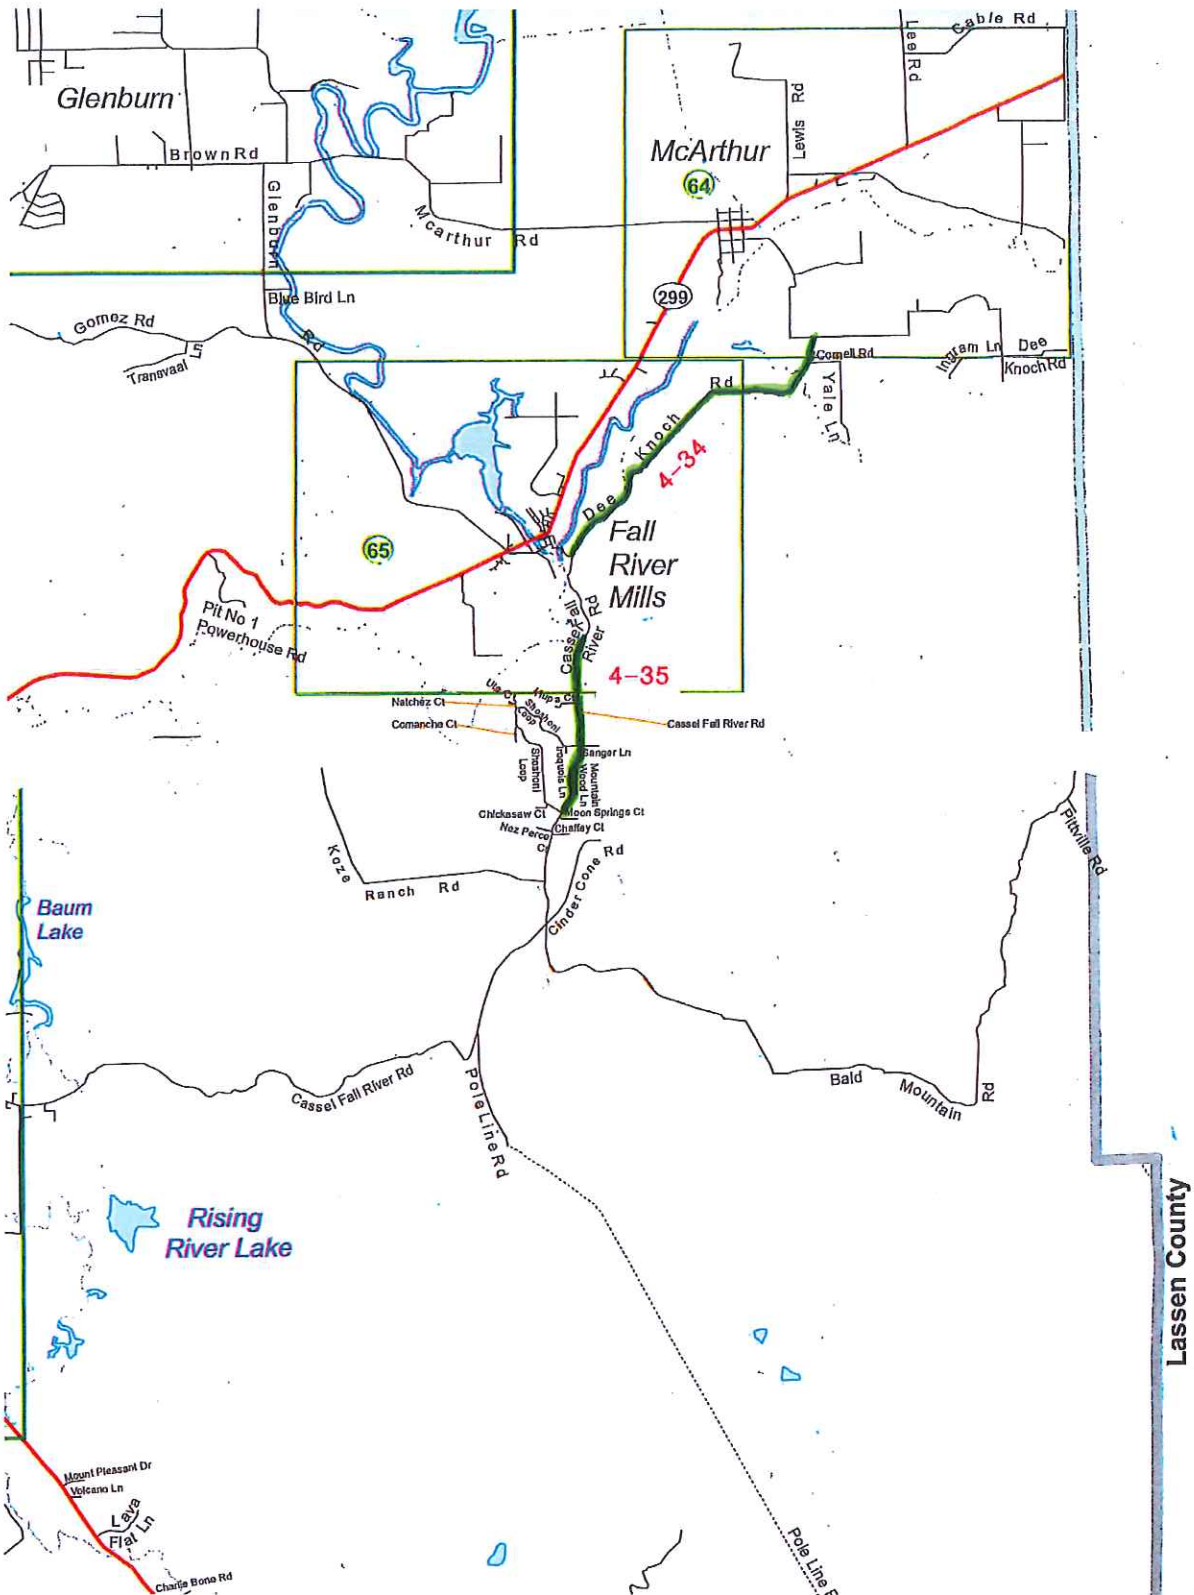 Cable Rd
Lee Rd
Glenburn
Lewis Rd
McArthur
64
Brown Rd
Glenburn
Mcarthur Rd
Blue Bird Ln
299
Gomez Rd
Rd
Transvaal Ln
Cornell Rd
Ingram Ln
Dee
Knoch Rd
Yale Ln
Dee Knoch Rd
4-34
Fall
River
Mills
65
Pit No 1
Powerhouse Rd
Cassel Fall
River Rd
4-35
Ute Ct
Hupa Ct
Natchez Ct
Shoshoni
Loop
Comanche Ct
Cassel Fall River Rd
Sanger Ln
Shoshoni
Loop
Iroquois Ln
Mountain
Wood Ln
Chickasaw Ct
Moon Springs Ct
Nez Perce
Ct
Chaffey Ct
Pittville Rd
Koze
Ranch Rd
Cinder Cone Rd
Baum
Lake
Cassel Fall River Rd
Pole Line Rd
Bald Mountain Rd
Rising
River Lake
Lassen County
Mount Pleasant Dr
Volcano Ln
Lava
Flat Ln
Charlie Bone Rd
Pole Line R